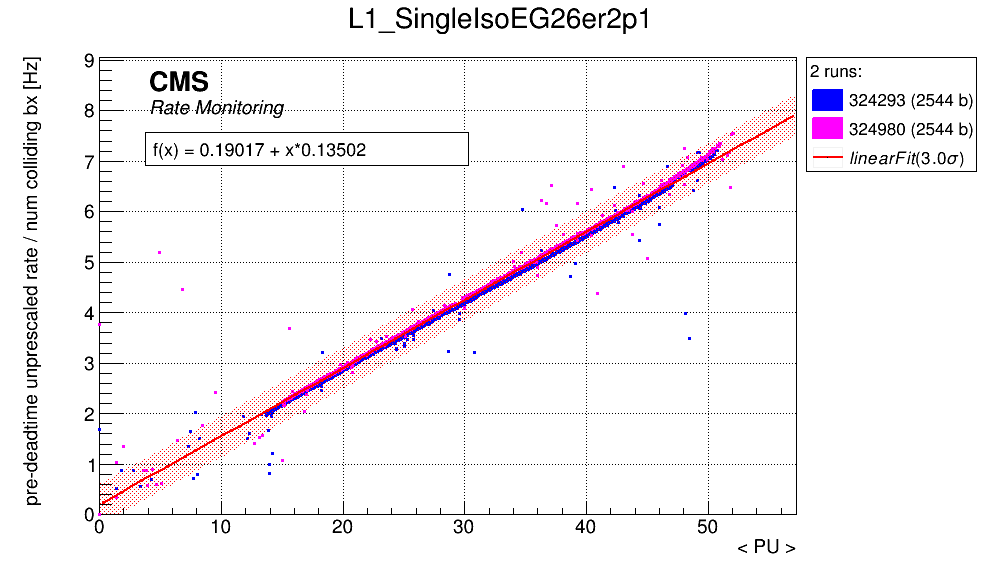 L1_SingleIsoEG26er2p1
pre-deadtime unprescaled rate / num colliding bx [Hz]
CMS
Rate Monitoring
f(x) = 0.19017 + x*0.13502
9
8
7
6
5
4
3
2
1
0
0 10 20 30 40 50
< PU >
2 runs:
324293 (2544 b)
324980 (2544 b)
linearFit(3.0σ)